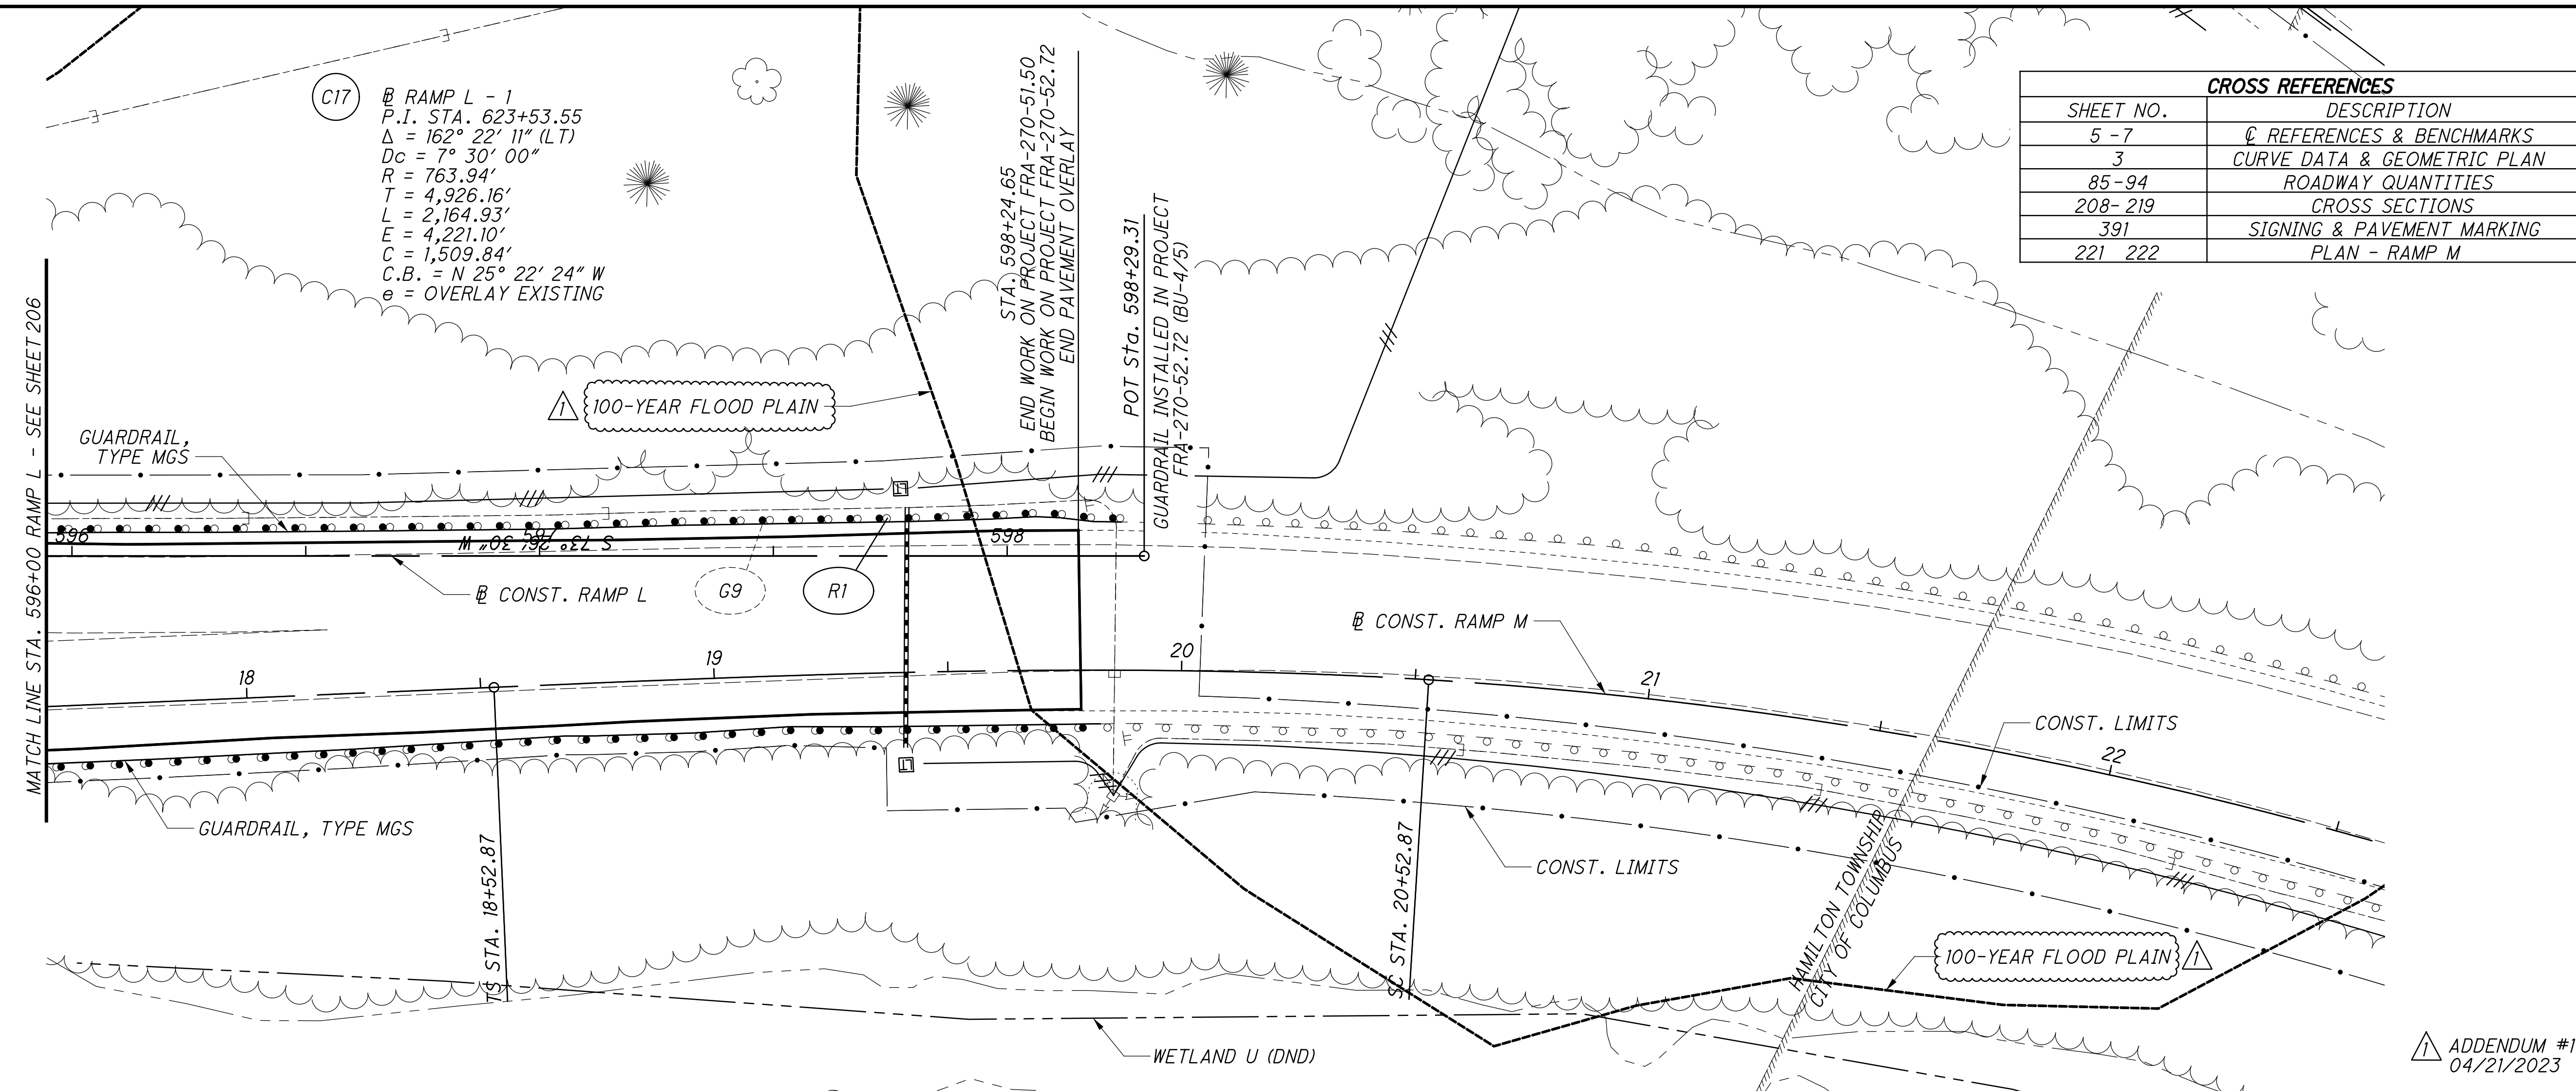 C17
℄ RAMP L - 1
P.I. STA. 623+53.55
Δ = 162° 22' 11" (LT)
Dc = 7° 30' 00"
R = 763.94'
T = 4,926.16'
L = 2,164.93'
E = 4,221.10'
C = 1,509.84'
C.B. = N 25° 22' 24" W
e = OVERLAY EXISTING
STA. 598+24.65
END WORK ON PROJECT FRA-270-51.50
BEGIN WORK ON PROJECT FRA-270-52.72
END PAVEMENT OVERLAY
POT Sta. 598+29.31
GUARDRAIL INSTALLED IN PROJECT
FRA-270-52.72 (BU-4/5)
CROSS REFERENCES
SHEET NO. DESCRIPTION
5 -7 ℄ REFERENCES & BENCHMARKS
3 CURVE DATA & GEOMETRIC PLAN
85-94 ROADWAY QUANTITIES
208-219 CROSS SECTIONS
391 SIGNING & PAVEMENT MARKING
221 222 PLAN - RAMP M
MATCH LINE STA. 596+00 RAMP L - SEE SHEET 206
1
100-YEAR FLOOD PLAIN
GUARDRAIL,
TYPE MGS
596
597
598
S 73° 26' 30" W
B CONST. RAMP L
G9
R1
B CONST. RAMP M
18
19
20
21
22
CONST. LIMITS
GUARDRAIL, TYPE MGS
TS STA. 18+52.87
SC STA. 20+52.87
CONST. LIMITS
HAMILTON TOWNSHIP
CITY OF COLUMBUS
100-YEAR FLOOD PLAIN
1
WETLAND U (DND)
1
ADDENDUM #1
04/21/2023